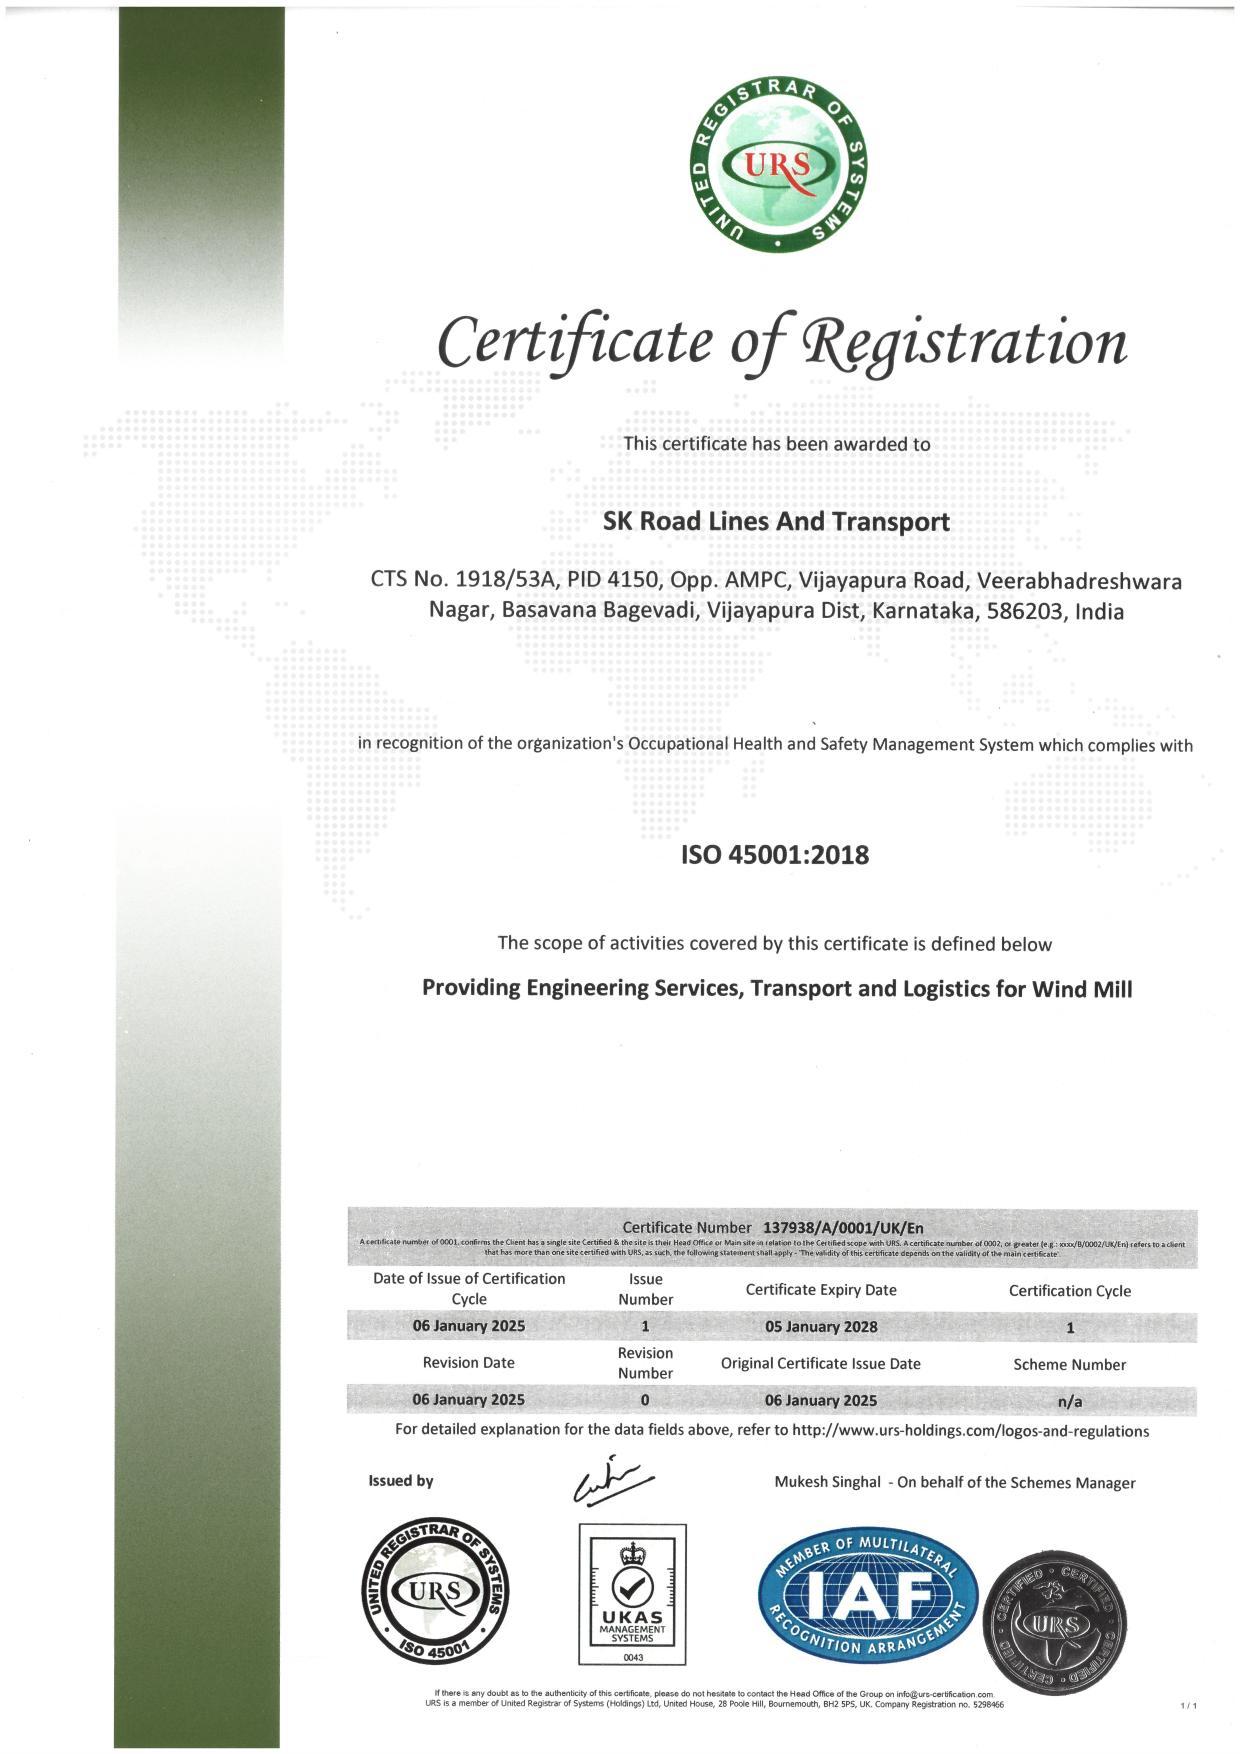 UNITED REGISTRAR OF SYSTEMS
URS
Certificate of Registration
This certificate has been awarded to
SK Road Lines And Transport
CTS No. 1918/53A, PID 4150, Opp. AMPC, Vijayapura Road, Veerabhadreshwara
Nagar, Basavana Bagevadi, Vijayapura Dist, Karnataka, 586203, India
in recognition of the organization's Occupational Health and Safety Management System which complies with
ISO 45001:2018
The scope of activities covered by this certificate is defined below
Providing Engineering Services, Transport and Logistics for Wind Mill
Certificate Number 137938/A/0001/UK/En
A certificate number of 0001, confirms the Client has a single site Certified & the site is their Head Office or Main site in relation to the Certified scope with URS. A certificate number of 0002, or greater (e.g.: xxxx/B/0002/UK/En) refers to a client
that has more than one site certified with URS, as such, the following statement shall apply - 'The validity of this certificate depends on the validity of the main certificate'.
Date of Issue of Certification Cycle
Issue Number
Certificate Expiry Date
Certification Cycle
06 January 2025 1 05 January 2028 1
Revision Date
Revision Number
Original Certificate Issue Date
Scheme Number
06 January 2025 0 06 January 2025 n/a
For detailed explanation for the data fields above, refer to http://www.urs-holdings.com/logos-and-regulations
Issued by
Mukesh Singhal - On behalf of the Schemes Manager
UNITED REGISTRAR OF SYSTEMS
URS
ISO 45001
UKAS
MANAGEMENT
SYSTEMS
0043
MEMBER OF MULTILATERAL
IAF
RECOGNITION ARRANGEMENT
CERTIFIED · CERTIFIED · CERTIFIED · CERTIFIED
URS
If there is any doubt as to the authenticity of this certificate, please do not hesitate to contact the Head Office of the Group on info@urs-certification.com.
URS is a member of United Registrar of Systems (Holdings) Ltd, United House, 28 Poole Hill, Bournemouth, BH2 5PS, UK. Company Registration no. 5298466
1 / 1